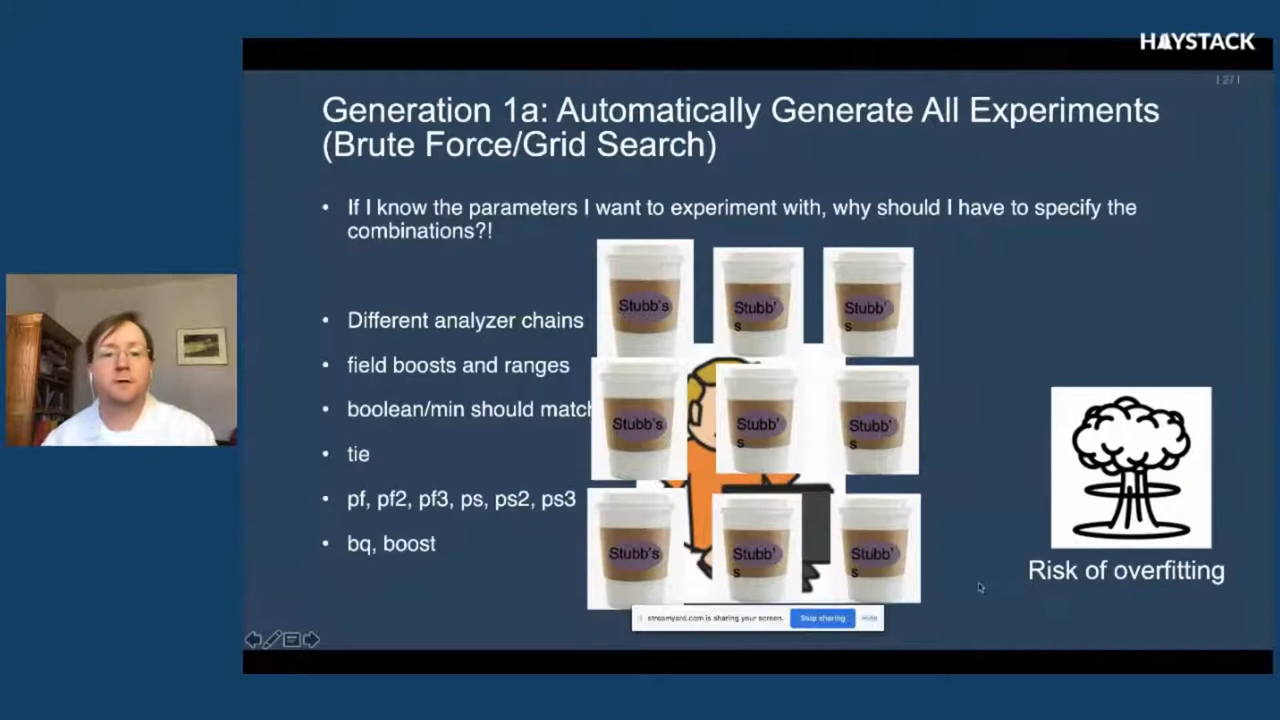 HAYSTACK
| 27 |
Generation 1a: Automatically Generate All Experiments
(Brute Force/Grid Search)
• If I know the parameters I want to experiment with, why should I have to specify the
combinations?!
• Different analyzer chains
• field boosts and ranges
• boolean/min should match
• tie
• pf, pf2, pf3, ps, ps2, ps3
• bq, boost
Stubb's
Stubb'
s
Stubb'
s
Stubb's
Stubb'
s
Stubb'
s
Stubb's
Stubb'
s
Stubb'
s
Risk of overfitting
streamyard.com is sharing your screen.
Stop sharing
Hide